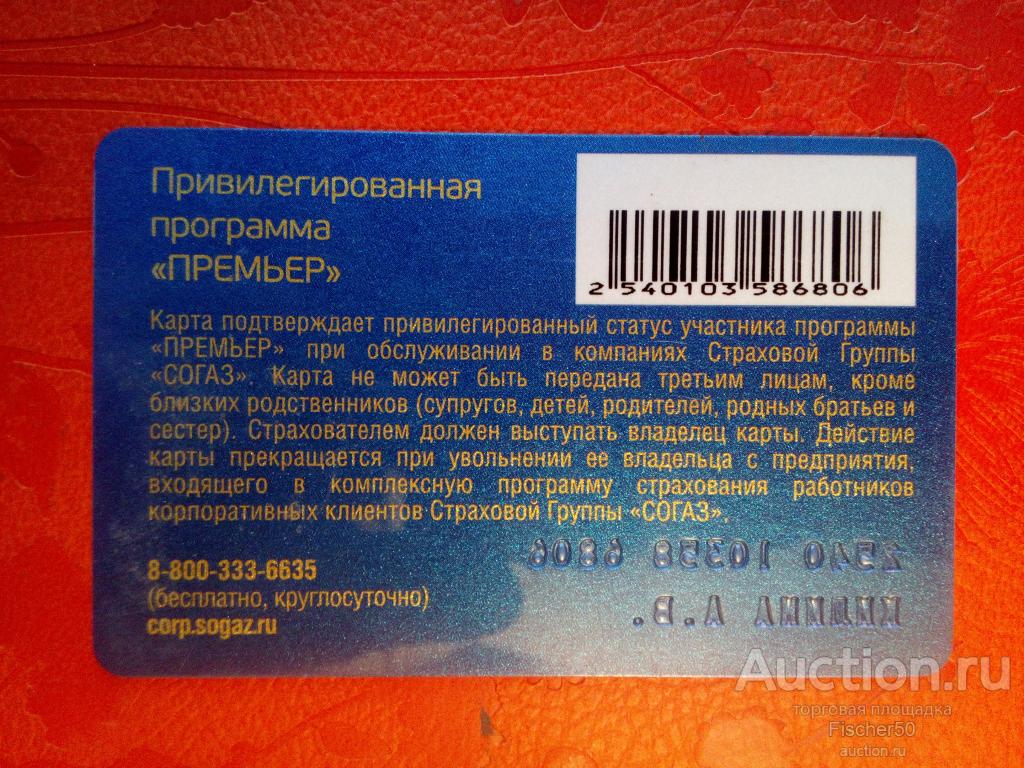 Привилегированная
программа
«ПРЕМЬЕР»
2 540103 586806
Карта подтверждает привилегированный статус участника программы
«ПРЕМЬЕР» при обслуживании в компаниях Страховой Группы
«СОГАЗ». Карта не может быть передана третьим лицам, кроме
близких родственников (супругов, детей, родителей, родных братьев и
сестер). Страхователем должен выступать владелец карты. Действие
карты прекращается при увольнении ее владельца с предприятия,
входящего в комплексную программу страхования работников
корпоративных клиентов Страховой Группы «СОГАЗ».
2540 10358 6806
А.В.
8-800-333-6635
(бесплатно, круглосуточно)
corp.sogaz.ru
Auction.ru
торговая площадка
Fischer50
auction.ru